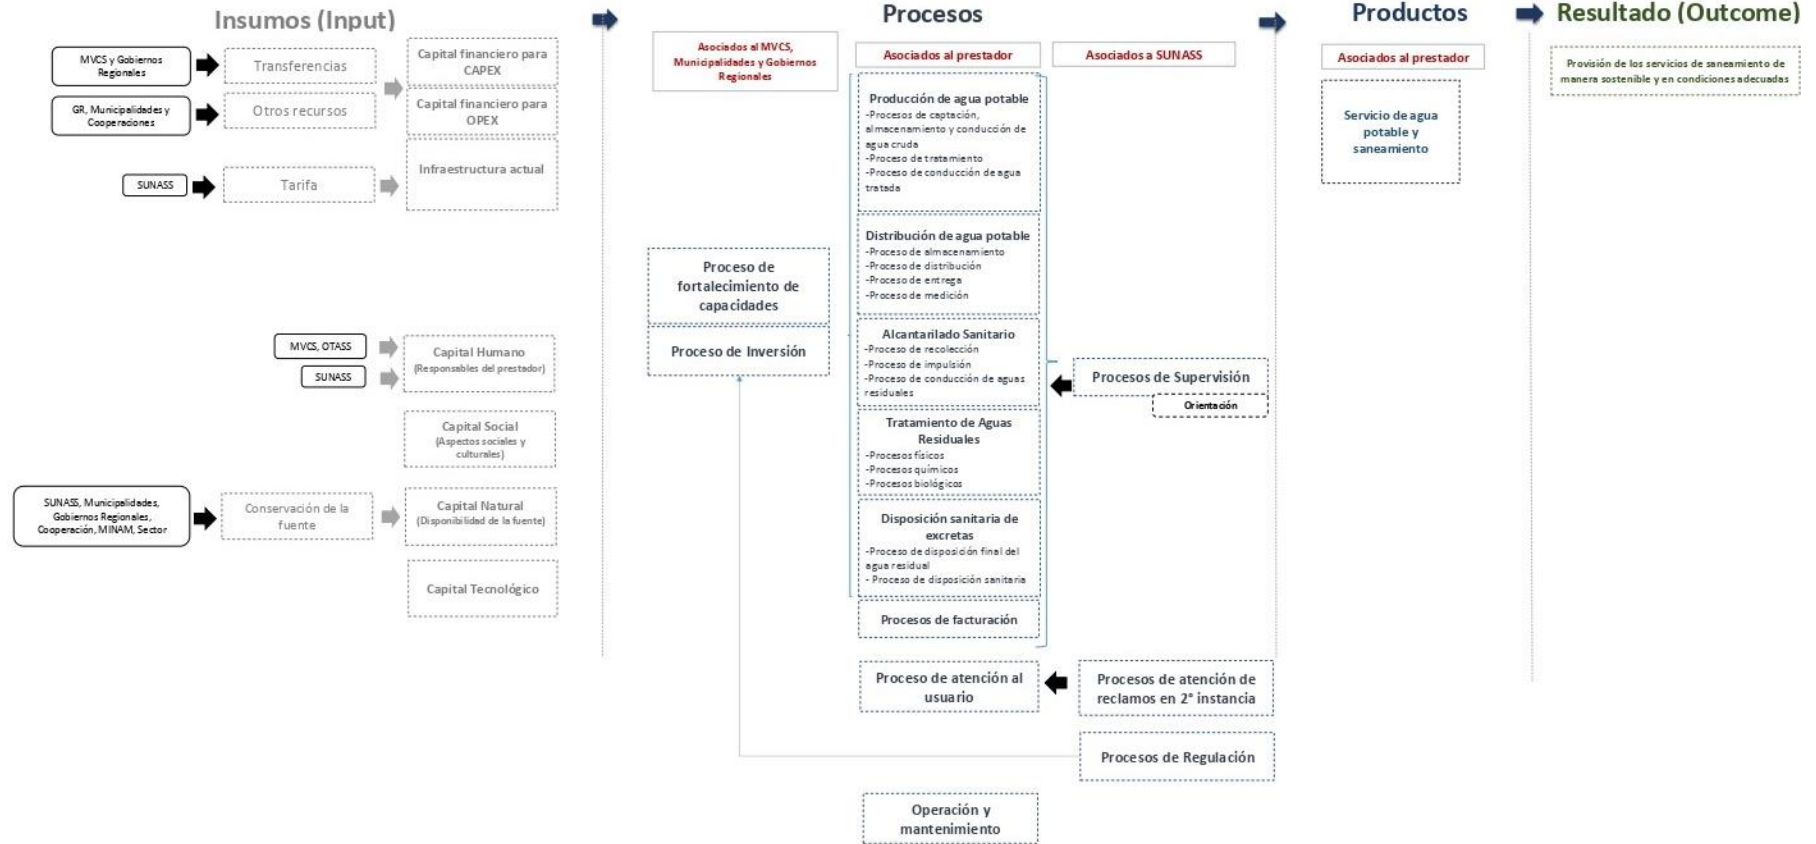 Insumos (Input)
MVCS y Gobiernos
Regionales
Transferencias
Capital financiero para
CAPEX
GR, Municipalidades y
Cooperaciones
Otros recursos
Capital financiero para
OPEX
SUNASS
Tarifa
Infraestructura actual
MVCS, OTASS
SUNASS
Capital Humano
(Responsables del prestador)
Capital Social
(Aspectos sociales y
culturales)
SUNASS, Municipalidades,
Gobiernos Regionales,
Cooperación, MINAM, Sector
Conservación de la
fuente
Capital Natural
(Disponibilidad de la fuente)
Capital Tecnológico
Procesos
Asociados al MVCS,
Municipalidades y Gobiernos
Regionales
Proceso de
fortalecimiento de
capacidades
Proceso de Inversión
Asociados al prestador
Producción de agua potable
-Procesos de captación,
almacenamiento y conducción de
agua cruda
-Proceso de tratamiento
-Proceso de conducción de agua
tratada
Distribución de agua potable
-Proceso de almacenamiento
-Proceso de distribución
-Proceso de entrega
-Proceso de medición
Alcantarilado Sanitario
-Proceso de recolección
-Proceso de impulsión
-Proceso de conducción de aguas
residuales
Tratamiento de Aguas
Residuales
-Procesos físicos
-Procesos químicos
-Procesos biológicos
Disposición sanitaria de
excretas
-Proceso de disposición final del
agua residual
- Proceso de disposición sanitaria
Procesos de facturación
Proceso de atención al
usuario
Operación y
mantenimiento
Asociados a SUNASS
Procesos de Supervisión
Orientación
Procesos de atención de
reclamos en 2° instancia
Procesos de Regulación
Productos
Asociados al prestador
Servicio de agua
potable y
saneamiento
Resultado (Outcome)
Provisión de los servicios de saneamiento de
manera sostenible y en condiciones adecuadas